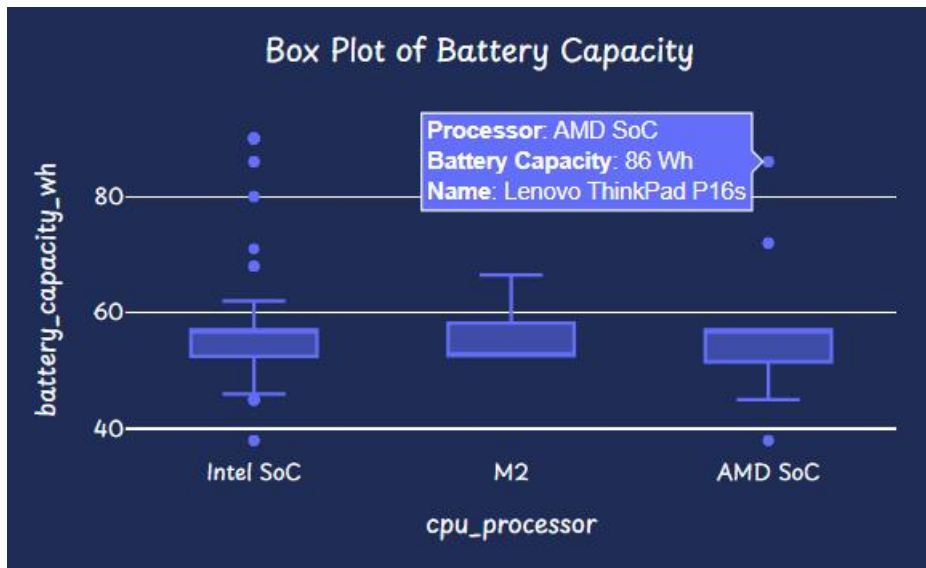 Box Plot of Battery Capacity
Processor: AMD SoC
Battery Capacity: 86 Wh
Name: Lenovo ThinkPad P16s
battery_capacity_wh
80
60
40
Intel SoC M2 AMD SoC
cpu_processor